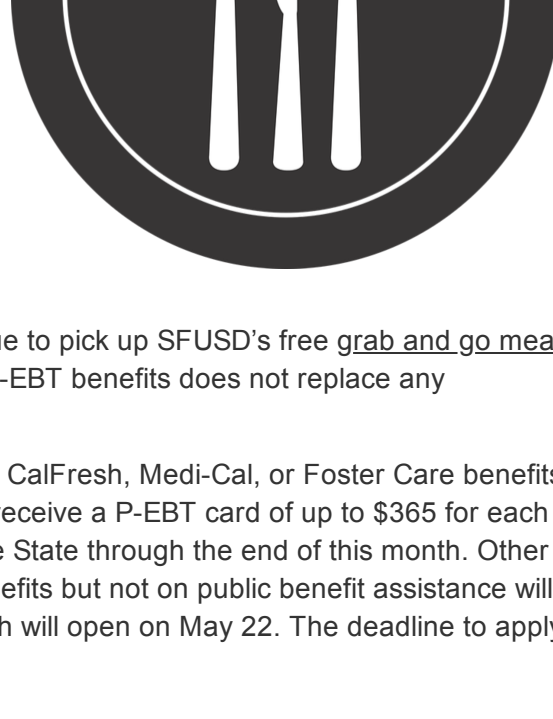 ue to pick up SFUSD’s free grab and go mea
-EBT benefits does not replace any
CalFresh, Medi-Cal, or Foster Care benefits
receive a P-EBT card of up to $365 for each
e State through the end of this month. Other
efits but not on public benefit assistance will
h will open on May 22. The deadline to apply